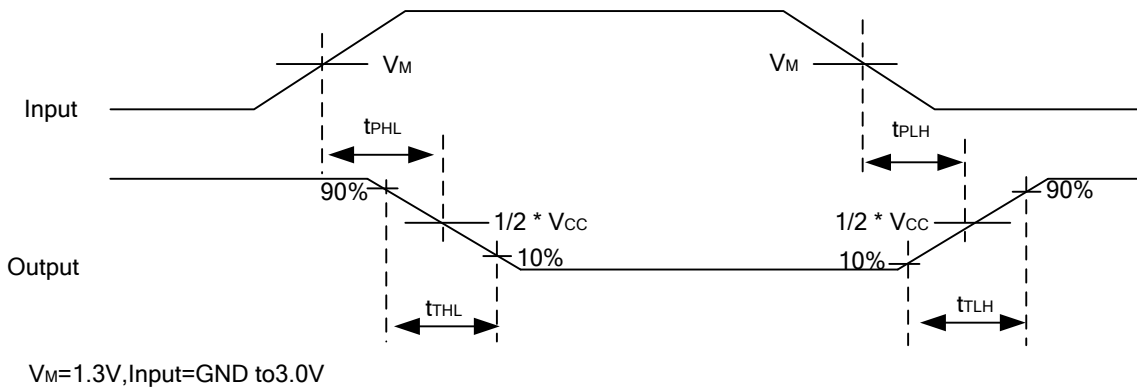 VM
VM
Input
tPHL
tPLH
90%
90%
1/2 * VCC
1/2 * VCC
10%
10%
Output
tTHL
tTLH
VM=1.3V,Input=GND to3.0V